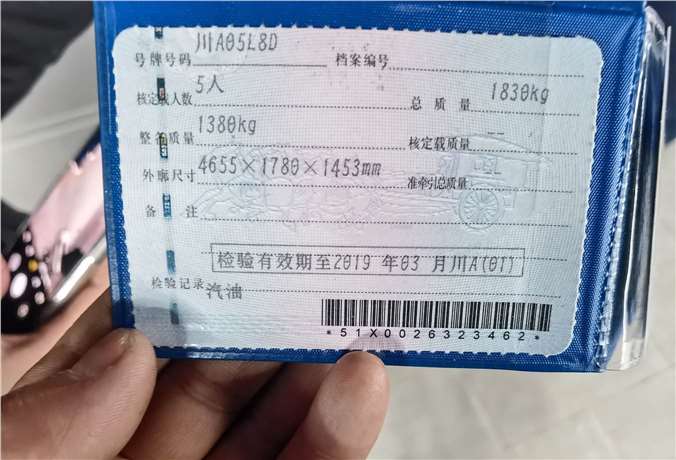 号牌号码 川A05L8D 档案编号
核定载人数 5人 总质量 1830kg
整备质量 1380kg 核定载质量 --
外廓尺寸 4655×1780×1453mm 准牵引总质量
备注
检验有效期至2019 年03 月川A(01)
检验记录 汽油
*51X0026323462*